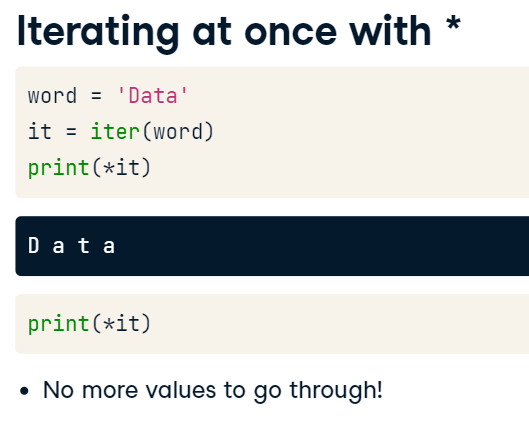 Iterating at once with *
word = 'Data'
it = iter(word)
print(*it)
D a t a
print(*it)
• No more values to go through!